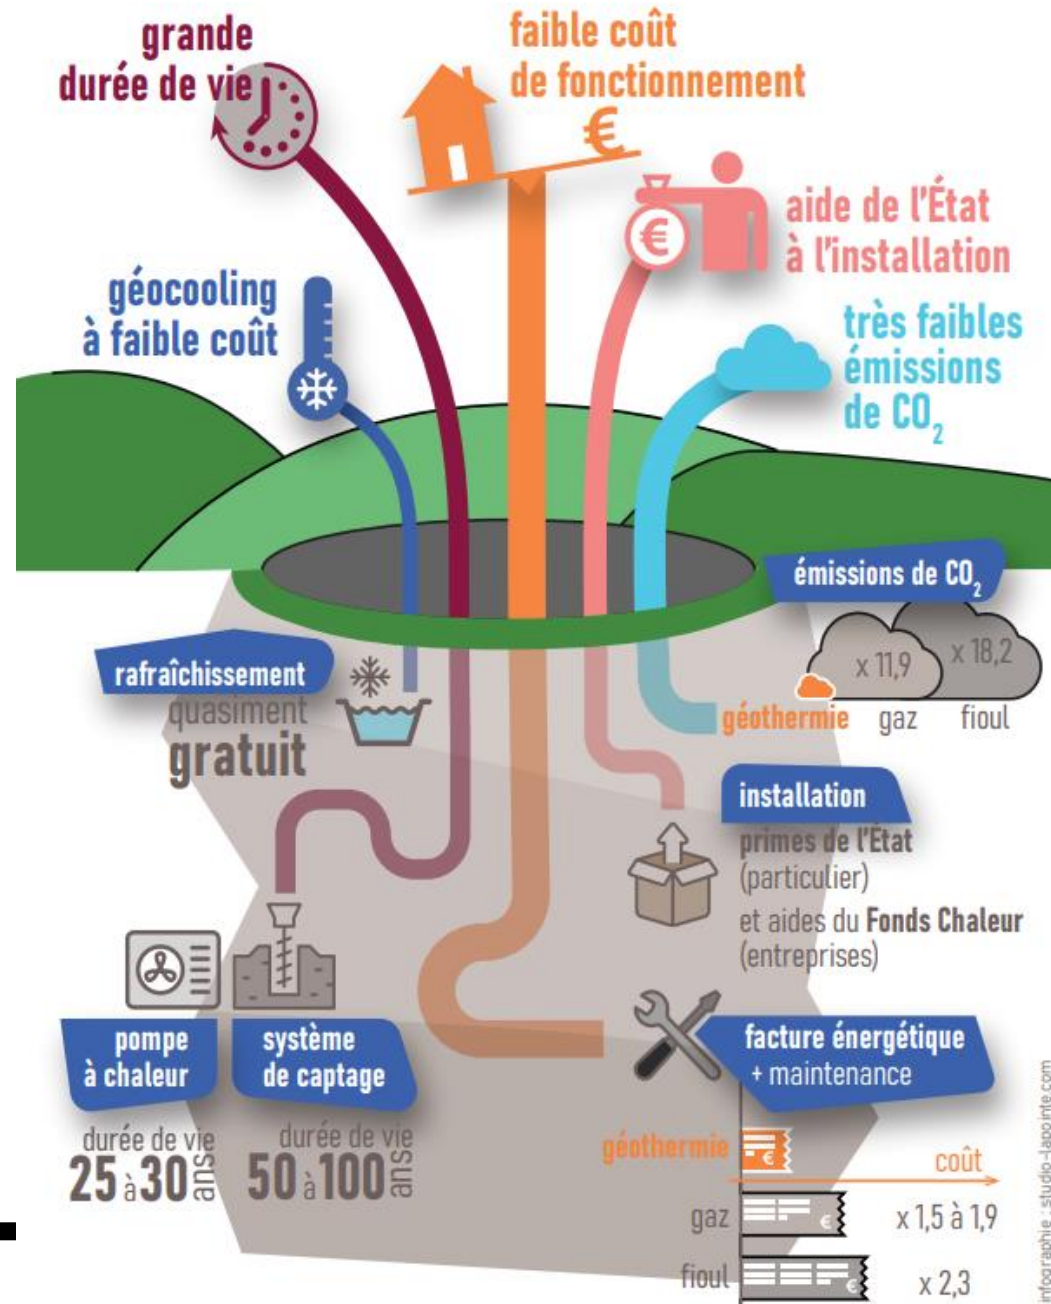 grande
durée de vie
faible coût
de fonctionnement
€
€
aide de l'État
à l'installation
géocooling
à faible coût
très faibles
émissions
de CO₂
émissions de CO₂
x 11,9
x 18,2
géothermie
gaz
fioul
rafraîchissement
quasiment
gratuit
installation
primes de l'État
(particulier)
et aides du Fonds Chaleur
(entreprises)
pompe
à chaleur
durée de vie
25 à 30 ans
système
de captage
durée de vie
50 à 100 ans
facture énergétique
+ maintenance
géothermie
€
coût
gaz
€
x 1,5 à 1,9
fioul
€
x 2,3
infographie : studio-lapointe.com